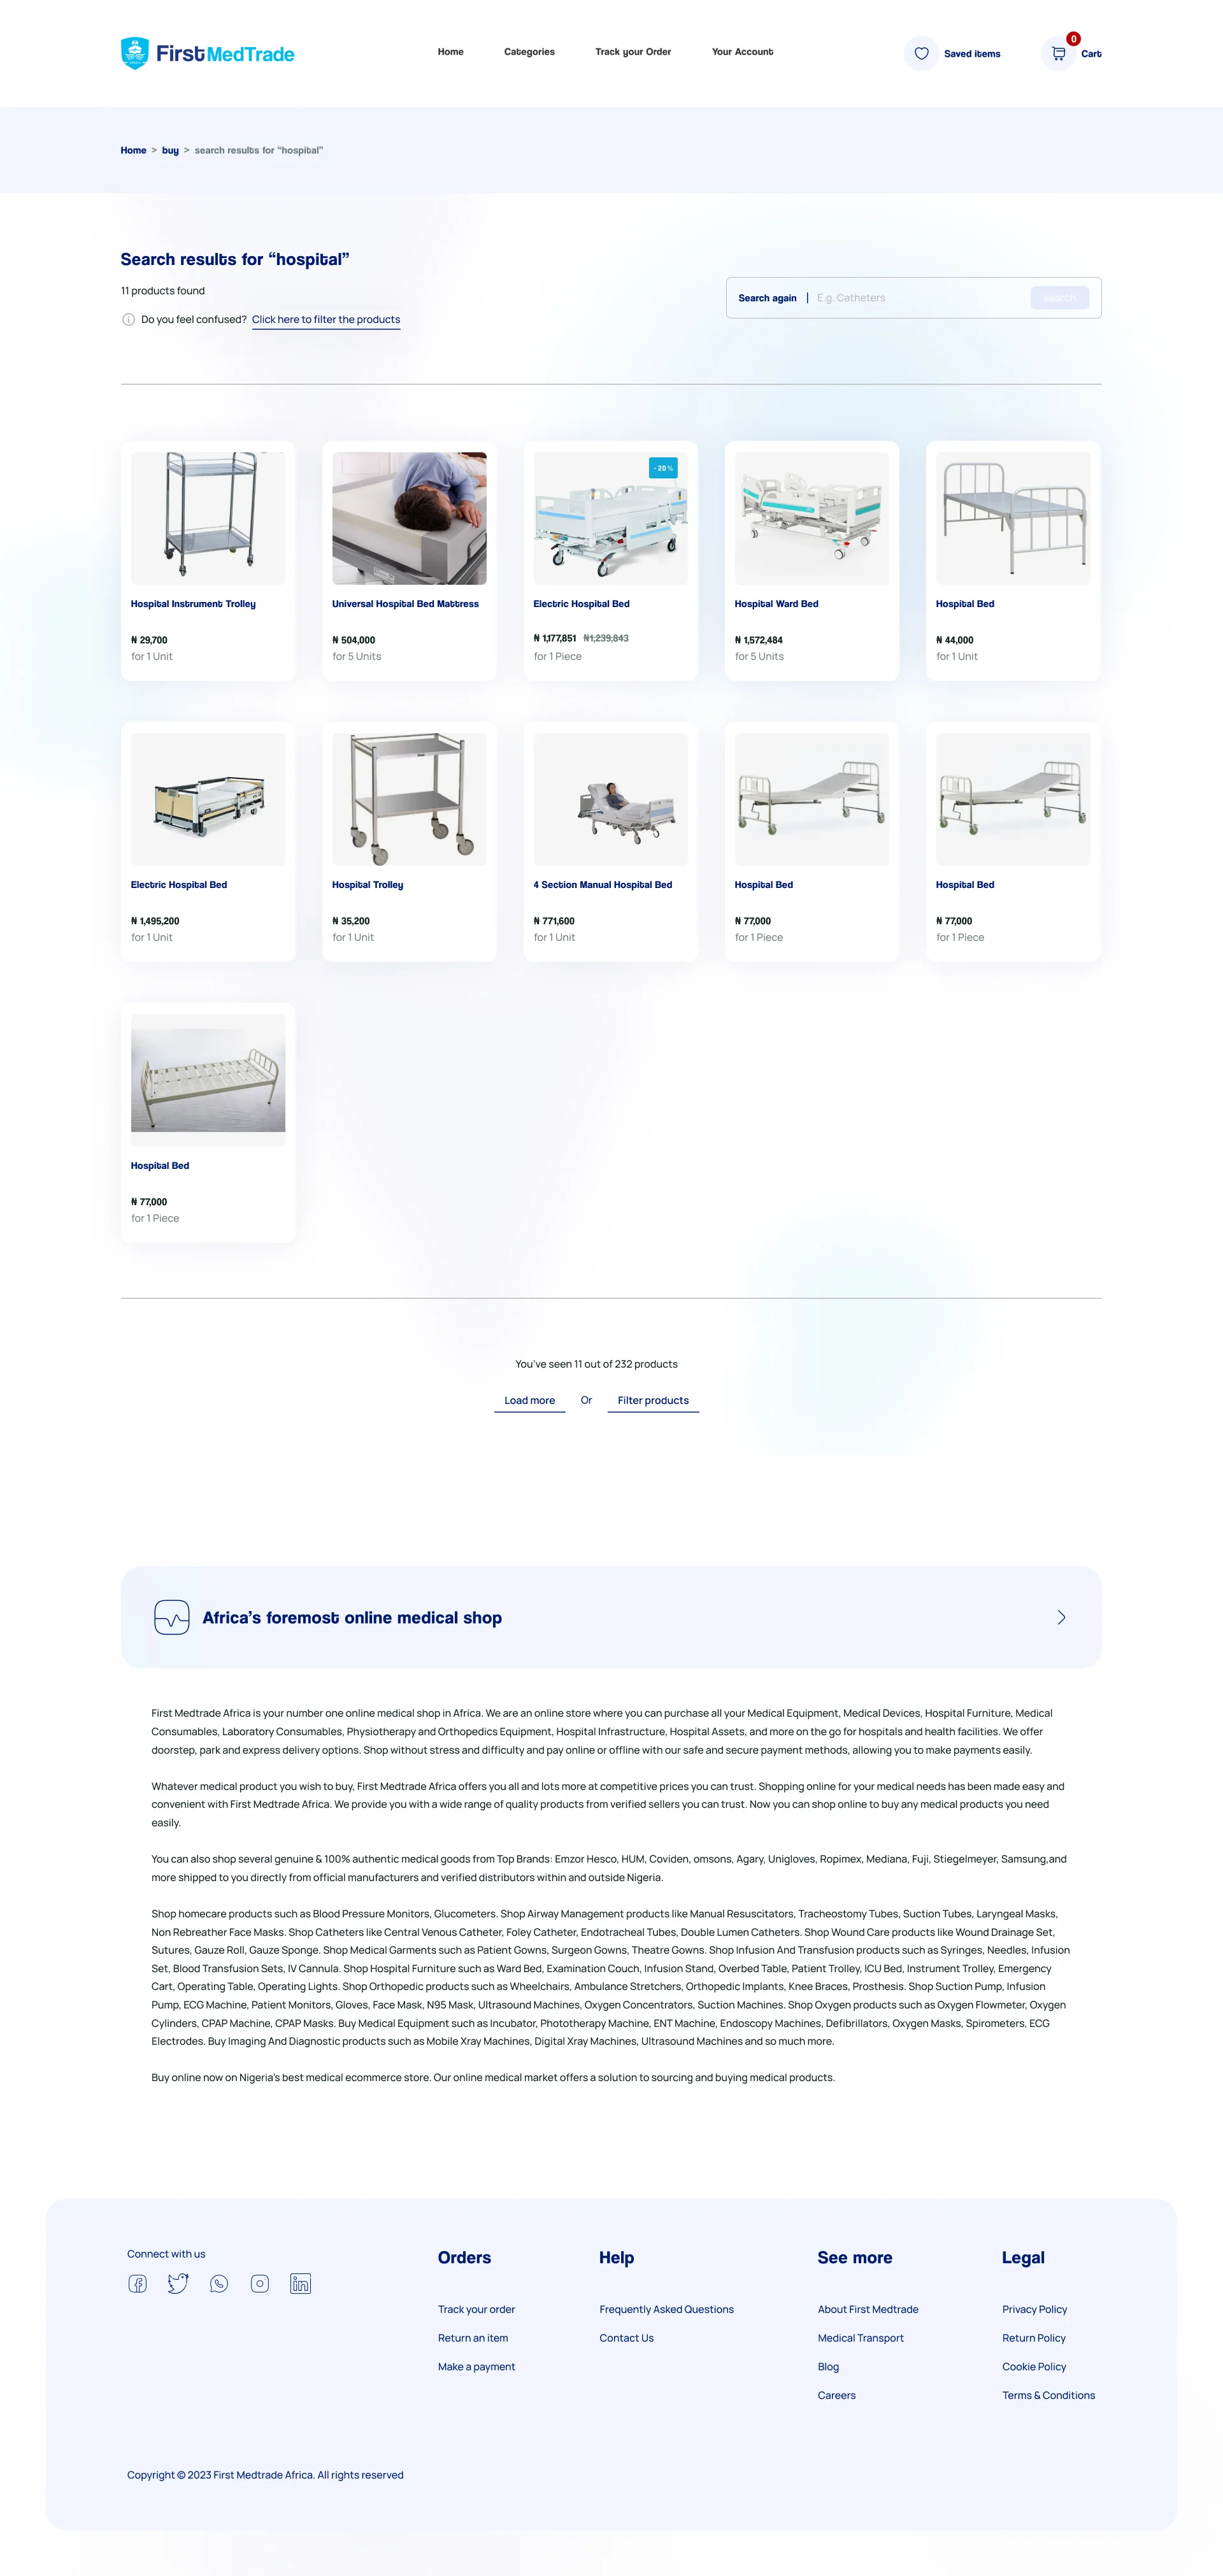 FirstMedTrade
Home
Categories
Track your Order
Your Account
Saved items
0
Cart
Home > buy > search results for “hospital”
Search results for “hospital”
11 products found
Do you feel confused? Click here to filter the products
Search again | E.g. Catheters
search
-20%
Hospital Instrument Trolley
₦ 29,700
for 1 Unit
Universal Hospital Bed Mattress
₦ 504,000
for 5 Units
Electric Hospital Bed
₦ 1,177,851 ₦1,239,843
for 1 Piece
Hospital Ward Bed
₦ 1,572,484
for 5 Units
Hospital Bed
₦ 44,000
for 1 Unit
Electric Hospital Bed
₦ 1,495,200
for 1 Unit
Hospital Trolley
₦ 35,200
for 1 Unit
4 Section Manual Hospital Bed
₦ 771,600
for 1 Unit
Hospital Bed
₦ 77,000
for 1 Piece
Hospital Bed
₦ 77,000
for 1 Piece
Hospital Bed
₦ 77,000
for 1 Piece
You’ve seen 11 out of 232 products
Load more
Or
Filter products
Africa’s foremost online medical shop
First Medtrade Africa is your number one online medical shop in Africa. We are an online store where you can purchase all your Medical Equipment, Medical Devices, Hospital Furniture, Medical
Consumables, Laboratory Consumables, Physiotherapy and Orthopedics Equipment, Hospital Infrastructure, Hospital Assets, and more on the go for hospitals and health facilities. We offer
doorstep, park and express delivery options. Shop without stress and difficulty and pay online or offline with our safe and secure payment methods, allowing you to make payments easily.
Whatever medical product you wish to buy, First Medtrade Africa offers you all and lots more at competitive prices you can trust. Shopping online for your medical needs has been made easy and
convenient with First Medtrade Africa. We provide you with a wide range of quality products from verified sellers you can trust. Now you can shop online to buy any medical products you need
easily.
You can also shop several genuine & 100% authentic medical goods from Top Brands: Emzor Hesco, HUM, Coviden, omsons, Agary, Unigloves, Ropimex, Mediana, Fuji, Stiegelmeyer, Samsung,and
more shipped to you directly from official manufacturers and verified distributors within and outside Nigeria.
Shop homecare products such as Blood Pressure Monitors, Glucometers. Shop Airway Management products like Manual Resuscitators, Tracheostomy Tubes, Suction Tubes, Laryngeal Masks,
Non Rebreather Face Masks. Shop Catheters like Central Venous Catheter, Foley Catheter, Endotracheal Tubes, Double Lumen Catheters. Shop Wound Care products like Wound Drainage Set,
Sutures, Gauze Roll, Gauze Sponge. Shop Medical Garments such as Patient Gowns, Surgeon Gowns, Theatre Gowns. Shop Infusion And Transfusion products such as Syringes, Needles, Infusion
Set, Blood Transfusion Sets, IV Cannula. Shop Hospital Furniture such as Ward Bed, Examination Couch, Infusion Stand, Overbed Table, Patient Trolley, ICU Bed, Instrument Trolley, Emergency
Cart, Operating Table, Operating Lights. Shop Orthopedic products such as Wheelchairs, Ambulance Stretchers, Orthopedic Implants, Knee Braces, Prosthesis. Shop Suction Pump, Infusion
Pump, ECG Machine, Patient Monitors, Gloves, Face Mask, N95 Mask, Ultrasound Machines, Oxygen Concentrators, Suction Machines. Shop Oxygen products such as Oxygen Flowmeter, Oxygen
Cylinders, CPAP Machine, CPAP Masks. Buy Medical Equipment such as Incubator, Phototherapy Machine, ENT Machine, Endoscopy Machines, Defibrillators, Oxygen Masks, Spirometers, ECG
Electrodes. Buy Imaging And Diagnostic products such as Mobile Xray Machines, Digital Xray Machines, Ultrasound Machines and so much more.
Buy online now on Nigeria’s best medical ecommerce store. Our online medical market offers a solution to sourcing and buying medical products.
Connect with us
Orders
Track your order
Return an item
Make a payment
Help
Frequently Asked Questions
Contact Us
See more
About First Medtrade
Medical Transport
Blog
Careers
Legal
Privacy Policy
Return Policy
Cookie Policy
Terms & Conditions
Copyright © 2023 First Medtrade Africa. All rights reserved